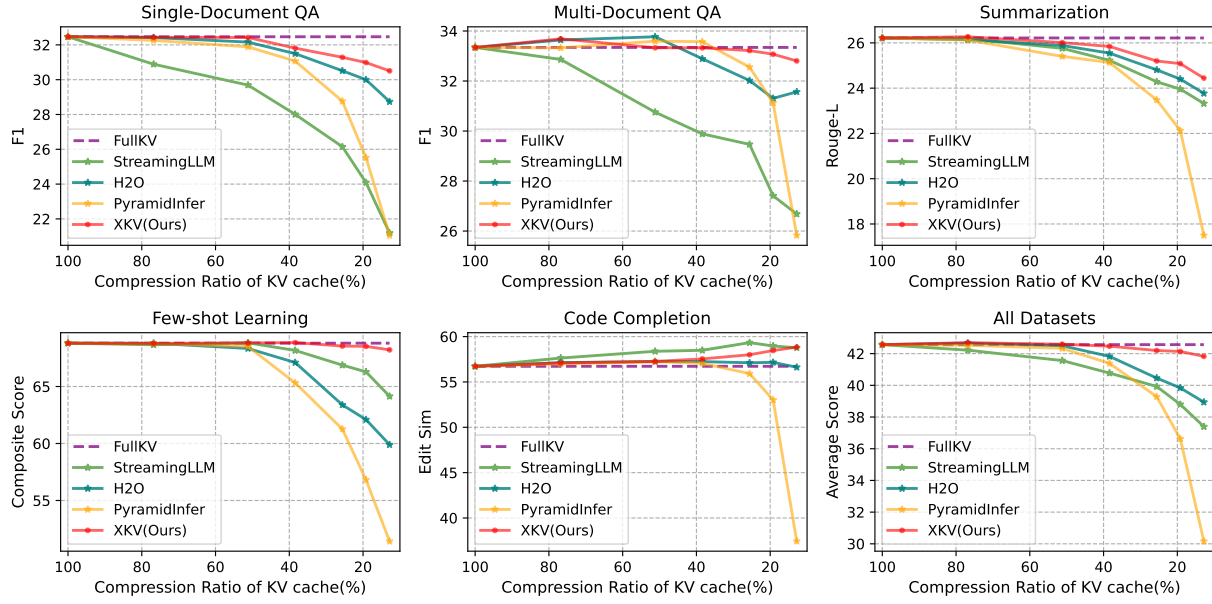 Single-Document QA
F1
32
30
28
26
24
22
FullKV
StreamingLLM
H2O
PyramidInfer
XKV(Ours)
100 80 60 40 20
Compression Ratio of KV cache(%)
Multi-Document QA
F1
34
32
30
28
26
FullKV
StreamingLLM
H2O
PyramidInfer
XKV(Ours)
100 80 60 40 20
Compression Ratio of KV cache(%)
Summarization
Rouge-L
26
24
22
20
18
FullKV
StreamingLLM
H2O
PyramidInfer
XKV(Ours)
100 80 60 40 20
Compression Ratio of KV cache(%)
Few-shot Learning
Composite Score
65
60
55
FullKV
StreamingLLM
H2O
PyramidInfer
XKV(Ours)
100 80 60 40 20
Compression Ratio of KV cache(%)
Code Completion
Edit Sim
60
55
50
45
40
FullKV
StreamingLLM
H2O
PyramidInfer
XKV(Ours)
100 80 60 40 20
Compression Ratio of KV cache(%)
All Datasets
Average Score
42
40
38
36
34
32
30
FullKV
StreamingLLM
H2O
PyramidInfer
XKV(Ours)
100 80 60 40 20
Compression Ratio of KV cache(%)